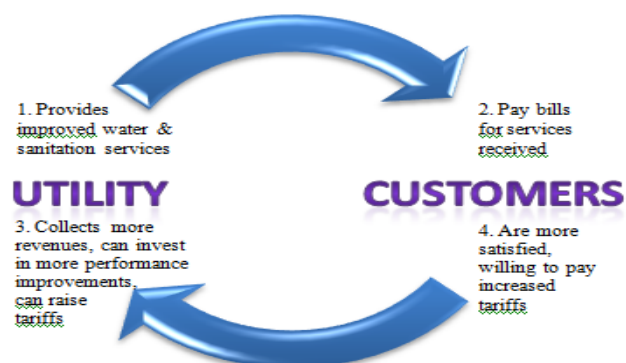 1. Provides
improved water &
sanitation services
2. Pay bills
for services
received
UTILITY
CUSTOMERS
3. Collects more
revenues, can invest
in more performance
improvements,
can raise
tariffs
4. Are more
satisfied,
willing to pay
increased
tariffs